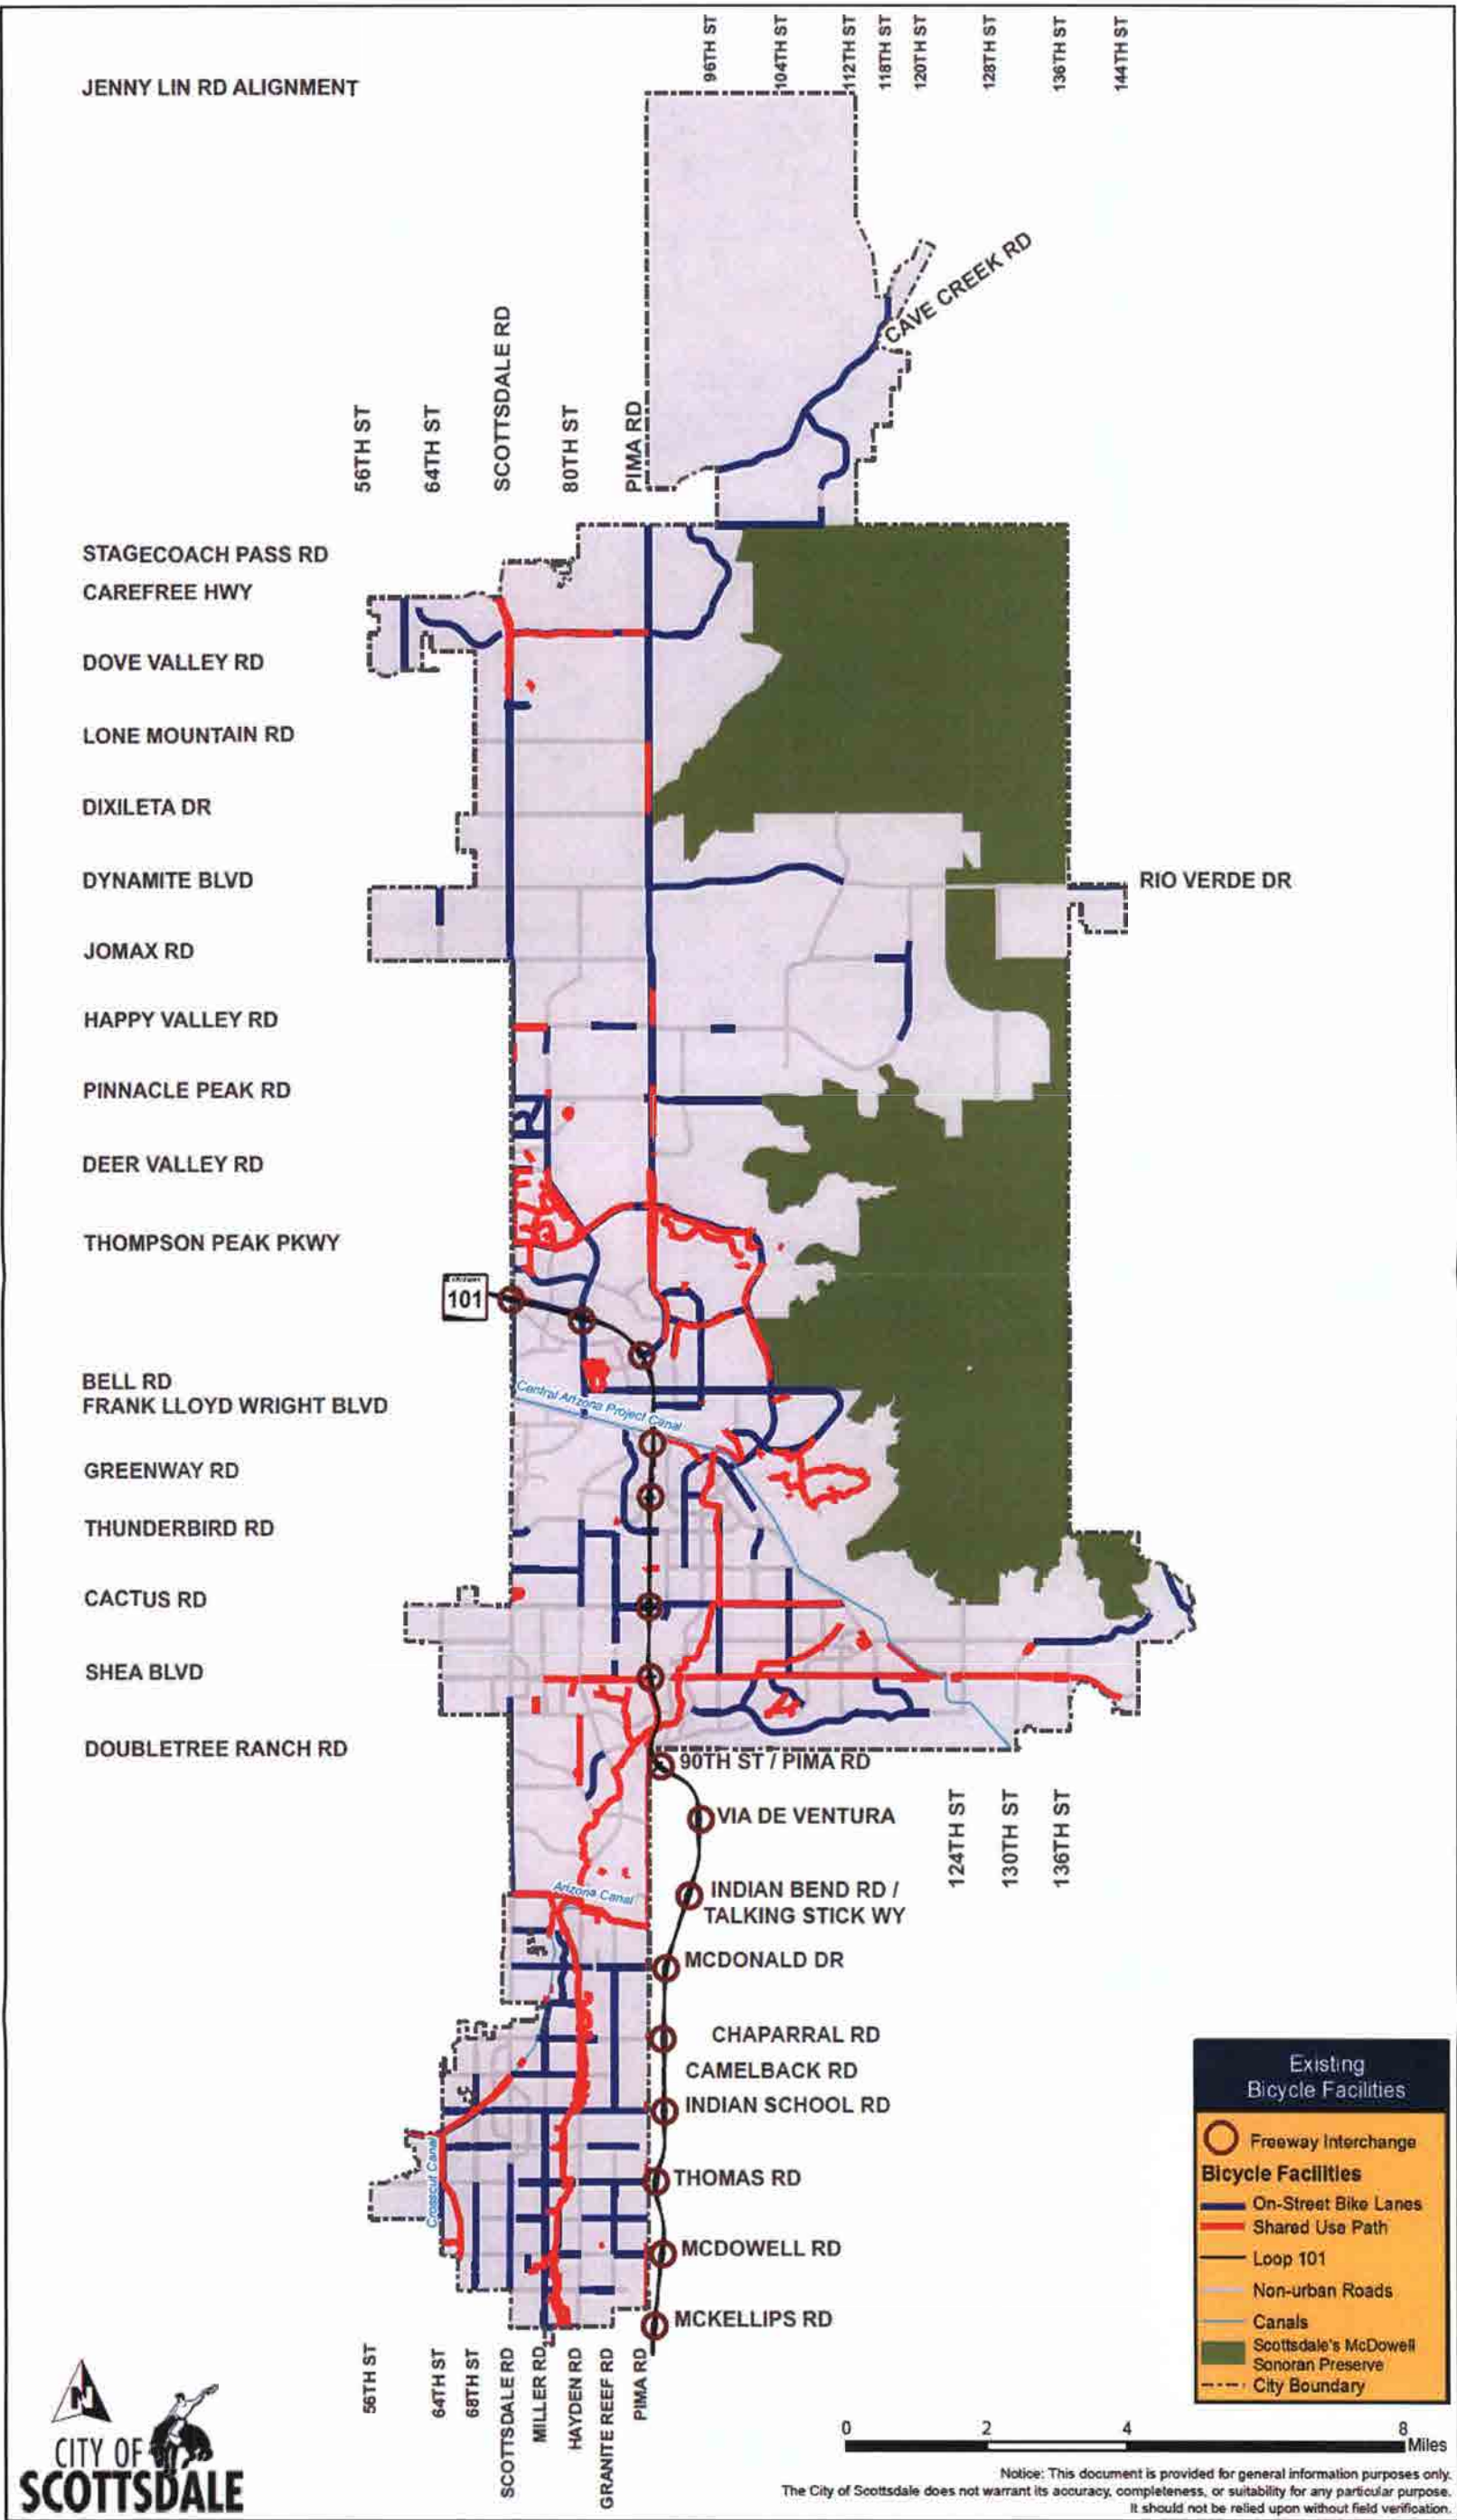 96TH ST
104TH ST
112TH ST
118TH ST
120TH ST
128TH ST
136TH ST
144TH ST
JENNY LIN RD ALIGNMENT
CAVE CREEK RD
56TH ST
64TH ST
SCOTTSDALE RD
80TH ST
PIMA RD
STAGECOACH PASS RD
CAREFREE HWY
DOVE VALLEY RD
LONE MOUNTAIN RD
DIXILETA DR
DYNAMITE BLVD
RIO VERDE DR
JOMAX RD
HAPPY VALLEY RD
PINNACLE PEAK RD
DEER VALLEY RD
THOMPSON PEAK PKWY
101
BELL RD
FRANK LLOYD WRIGHT BLVD
Central Arizona Project Canal
GREENWAY RD
THUNDERBIRD RD
CACTUS RD
SHEA BLVD
DOUBLETREE RANCH RD
90TH ST / PIMA RD
VIA DE VENTURA
124TH ST
130TH ST
136TH ST
Arizona Canal
INDIAN BEND RD /
TALKING STICK WY
MCDONALD DR
CHAPARRAL RD
CAMELBACK RD
INDIAN SCHOOL RD
Crosscut Canal
THOMAS RD
MCDOWELL RD
MCKELLIPS RD
56TH ST
64TH ST
68TH ST
SCOTTSDALE RD
MILLER RD
HAYDEN RD
GRANITE REEF RD
PIMA RD
Existing
Bicycle Facilities
Freeway Interchange
Bicycle Facilities
On-Street Bike Lanes
Shared Use Path
Loop 101
Non-urban Roads
Canals
Scottsdale's McDowell
Sonoran Preserve
City Boundary
N
CITY OF
SCOTTSDALE
0 2 4 8
Miles
Notice: This document is provided for general information purposes only.
The City of Scottsdale does not warrant its accuracy, completeness, or suitability for any particular purpose.
It should not be relied upon without field verification.